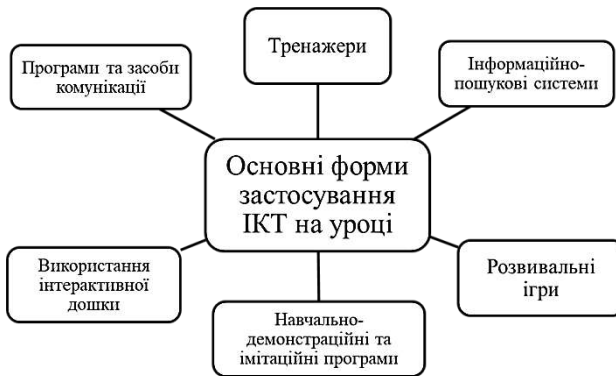 Тренажери
Програми та засоби
комунікації
Інформаційно-
пошукові системи
Основні форми
застосування
ІКТ на уроці
Використання
інтерактивної
дошки
Розвивальні
ігри
Навчально-
демонстраційні та
імітаційні програми